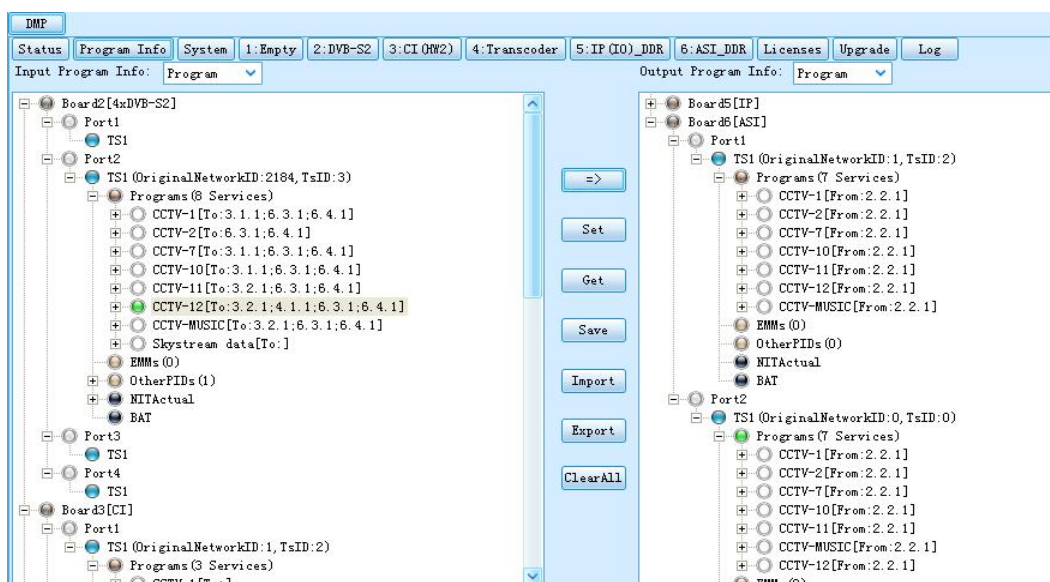 DMP
Status Program Info System 1:Empty 2:DVB-S2 3:CI(HW2) 4:Transcoder 5:IP(IO)_DDR 6:ASI_DDR Licenses Upgrade Log
Input Program Info: Program
Board2[4xDVB-S2]
Port1
TS1
Port2
TS1(OriginalNetworkID:2184,TsID:3)
Programs(8 Services)
CCTV-1[To:3.1.1;6.3.1;6.4.1]
CCTV-2[To:6.3.1;6.4.1]
CCTV-7[To:3.1.1;6.3.1;6.4.1]
CCTV-10[To:3.1.1;6.3.1;6.4.1]
CCTV-11[To:3.2.1;6.3.1;6.4.1]
CCTV-12[To:3.2.1;4.1.1;6.3.1;6.4.1]
CCTV-MUSIC[To:3.2.1;6.3.1;6.4.1]
Skystream data[To:]
EMMs(0)
OtherPIDs(1)
NITActual
BAT
Port3
TS1
Port4
TS1
Board3[CI]
Port1
TS1(OriginalNetworkID:1,TsID:2)
Programs(3 Services)
CCTV-1[To:]
=>
Set
Get
Save
Import
Export
ClearAll
Output Program Info: Program
Board5[IP]
Board6[ASI]
Port1
TS1(OriginalNetworkID:1,TsID:2)
Programs(7 Services)
CCTV-1[From:2.2.1]
CCTV-2[From:2.2.1]
CCTV-7[From:2.2.1]
CCTV-10[From:2.2.1]
CCTV-11[From:2.2.1]
CCTV-12[From:2.2.1]
CCTV-MUSIC[From:2.2.1]
EMMs(0)
OtherPIDs(0)
NITActual
BAT
Port2
TS1(OriginalNetworkID:0,TsID:0)
Programs(7 Services)
CCTV-1[From:2.2.1]
CCTV-2[From:2.2.1]
CCTV-7[From:2.2.1]
CCTV-10[From:2.2.1]
CCTV-11[From:2.2.1]
CCTV-MUSIC[From:2.2.1]
CCTV-12[From:2.2.1]
EMMs(0)